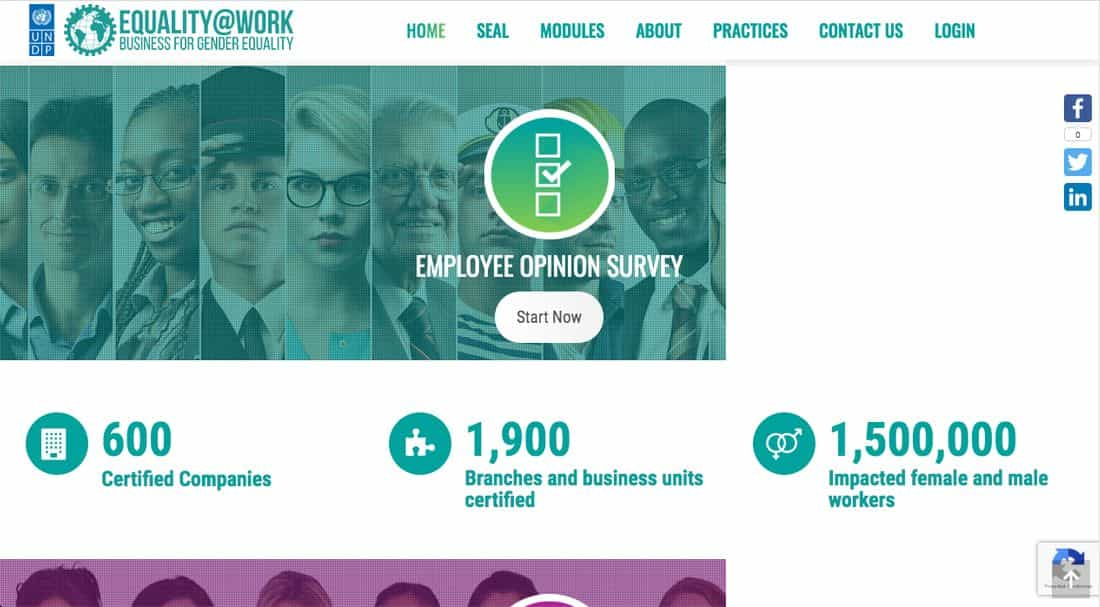 U N
D P
EQUALITY@WORK
BUSINESS FOR GENDER EQUALITY
HOME SEAL MODULES ABOUT PRACTICES CONTACT US LOGIN
0
EMPLOYEE OPINION SURVEY
Start Now
600
Certified Companies
1,900
Branches and business units
certified
1,500,000
Impacted female and male
workers